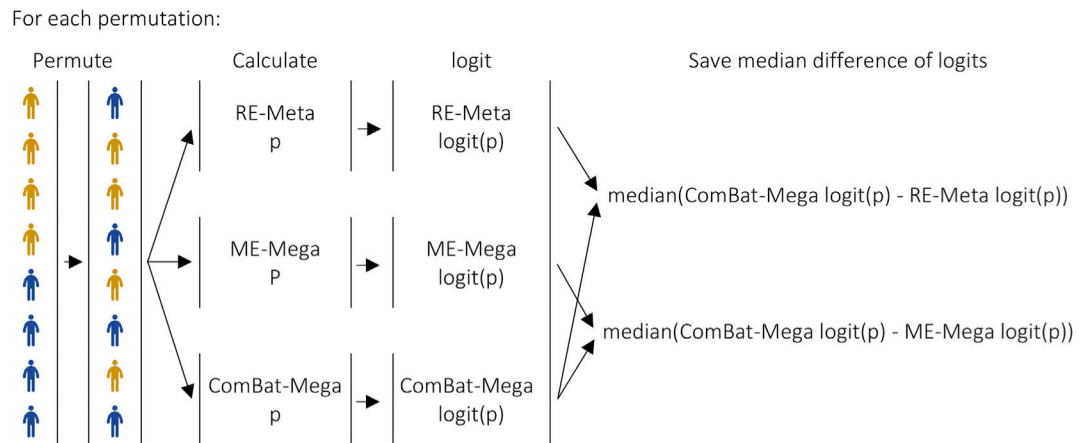 For each permutation:
Permute
Calculate
logit
Save median difference of logits
RE-Meta
p
RE-Meta
logit(p)
median(ComBat-Mega logit(p) - RE-Meta logit(p))
ME-Mega
P
ME-Mega
logit(p)
median(ComBat-Mega logit(p) - ME-Mega logit(p))
ComBat-Mega
p
ComBat-Mega
logit(p)